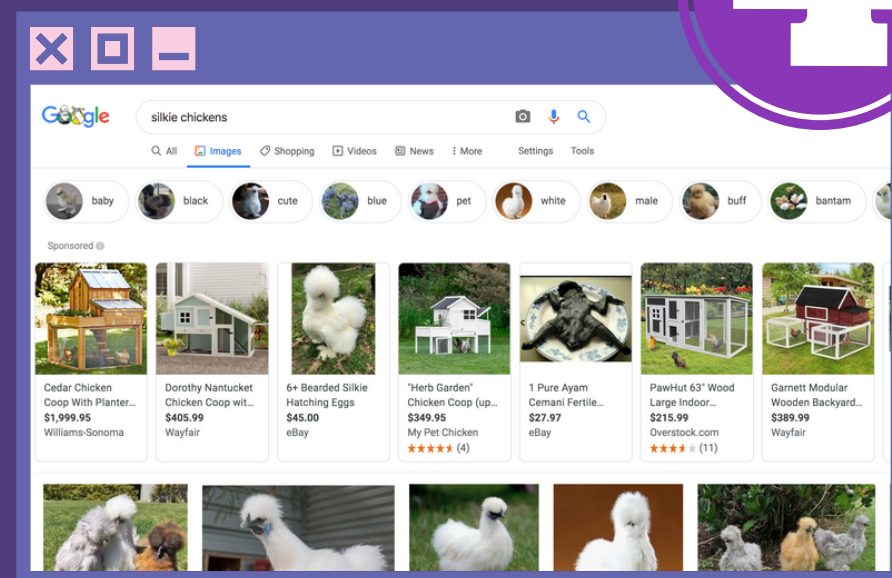 Google
silkie chickens
All Images Shopping Videos News More Settings Tools
baby black cute blue pet white male buff bantam
Sponsored
Cedar Chicken
Coop With Planter...
$1,999.95
Williams-Sonoma
Dorothy Nantucket
Chicken Coop wit...
$405.99
Wayfair
6+ Bearded Silkie
Hatching Eggs
$45.00
eBay
"Herb Garden"
Chicken Coop (up...
$349.95
My Pet Chicken
(4)
1 Pure Ayam
Cemani Fertile...
$27.97
eBay
PawHut 63" Wood
Large Indoor...
$215.99
Overstock.com
(11)
Garnett Modular
Wooden Backyard...
$389.99
Wayfair